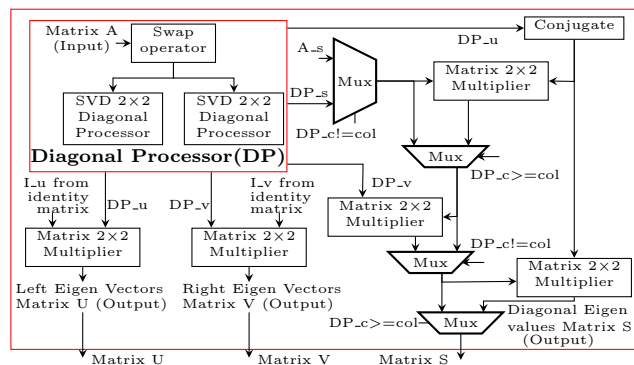 Matrix A
(Input)
Swap
operator
DP_u
Conjugate
A_s
Mux
Matrix 2×2
Multiplier
SVD 2×2
Diagonal
Processor
SVD 2×2
Diagonal
Processor
DP_s
DP_c!=col
Diagonal Processor(DP)
Mux
DP_c>=col
I_u from
identity
matrix
DP_u
DP_v
I_v from
identity
matrix
DP_v
Matrix 2×2
Multiplier
Matrix 2×2
Multiplier
Matrix 2×2
Multiplier
DP_c!=col
Mux
Matrix 2×2
Multiplier
Left Eigen Vectors
Matrix U (Output)
Right Eigen Vectors
Matrix V (Output)
DP_c>=col
Mux
Diagonal Eigen
values Matrix S
(Output)
Matrix U
Matrix V
Matrix S